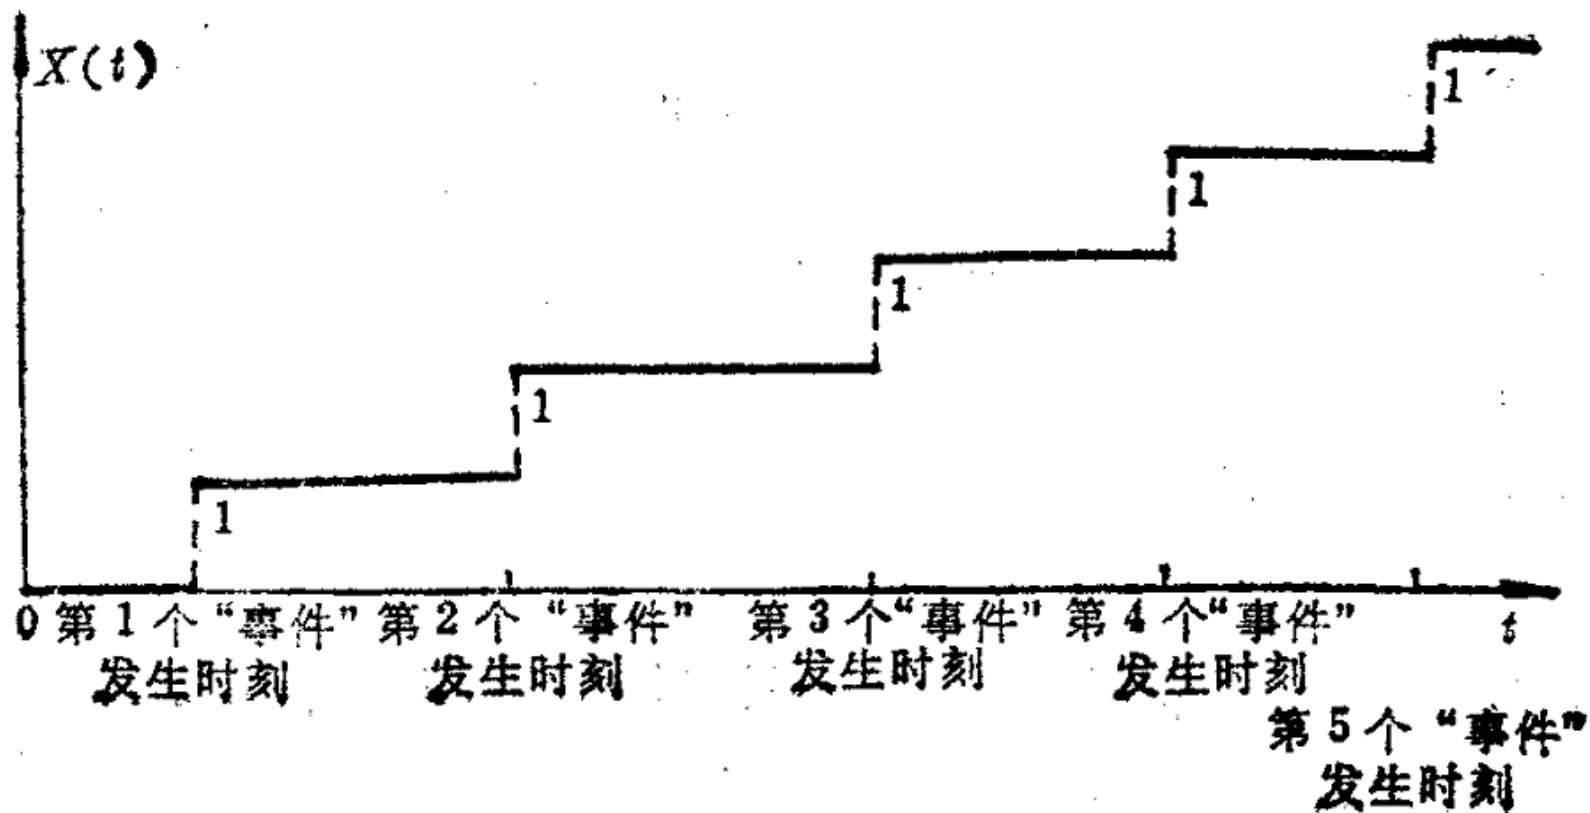 X(t)
1
1
1
1
1
0 第1个“事件” 第2个“事件” 第3个“事件” 第4个“事件” t
发生时刻 发生时刻 发生时刻 发生时刻
第5个“事件”
发生时刻